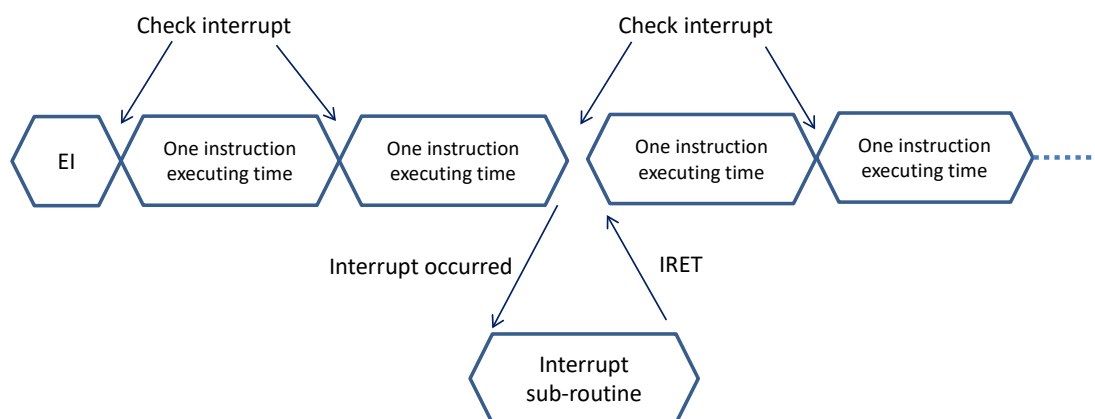 Check interrupt
Check interrupt
EI
One instruction
executing time
One instruction
executing time
One instruction
executing time
One instruction
executing time
Interrupt occurred
IRET
Interrupt
sub-routine